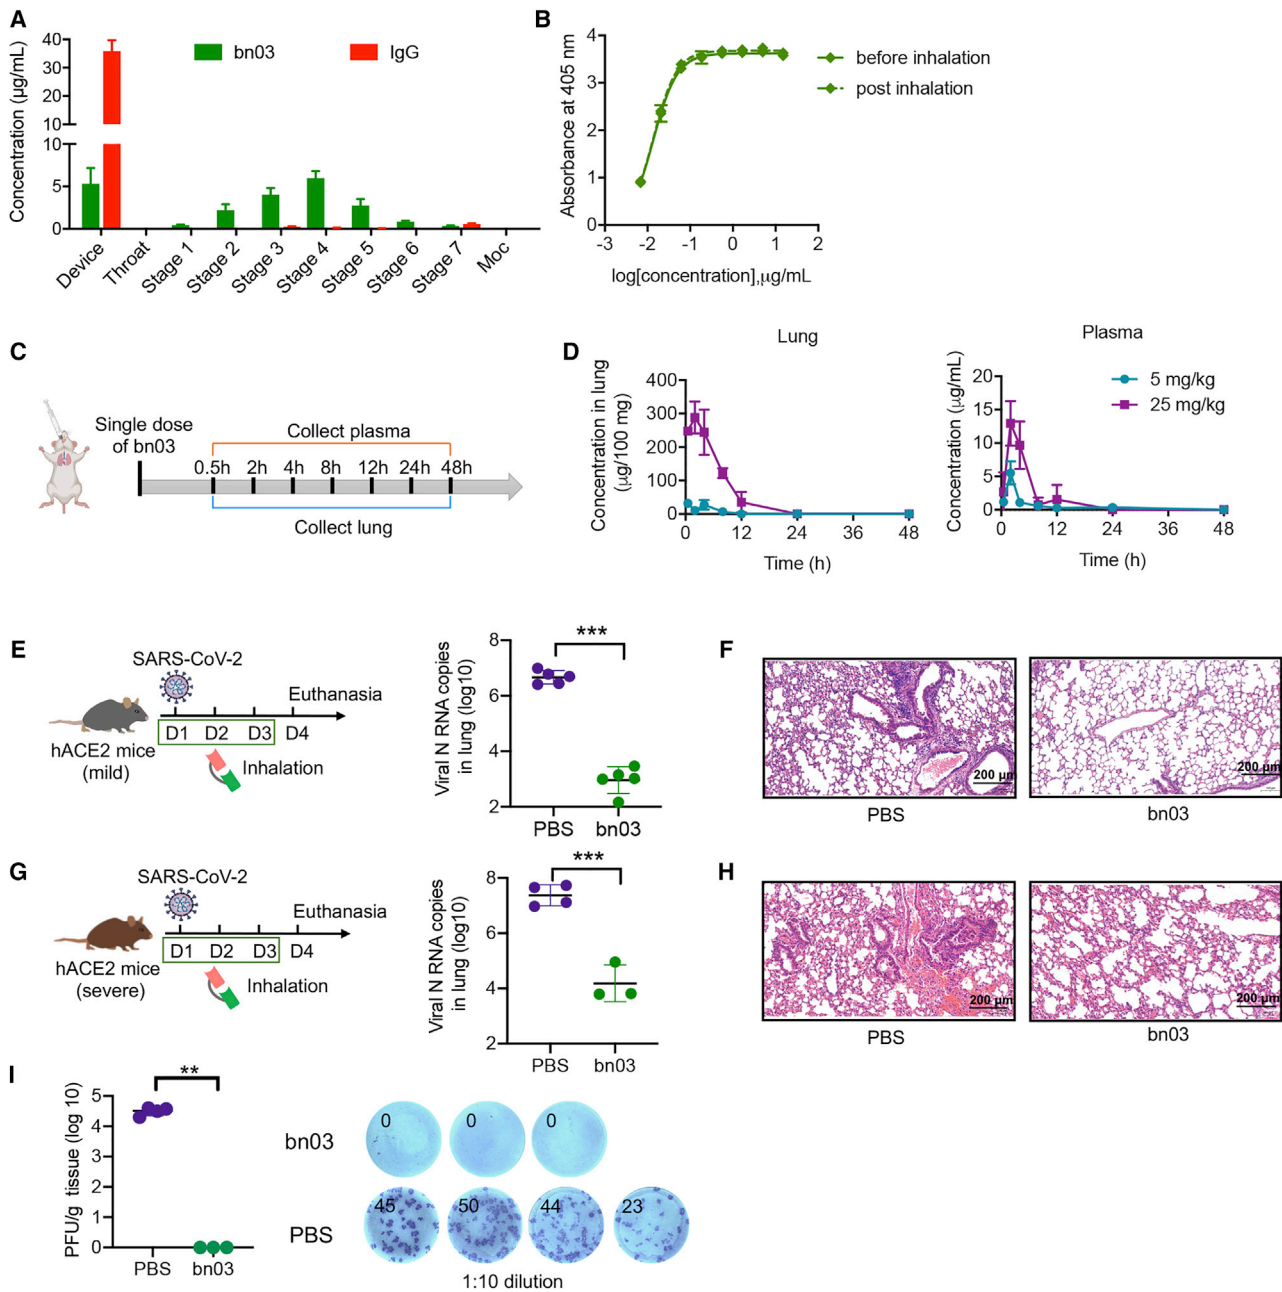 A
Concentration (µg/mL)
40
30
20
10
10
5
0
bn03
IgG
Device
Throat
Stage 1
Stage 2
Stage 3
Stage 4
Stage 5
Stage 6
Stage 7
Moc
B
Absorbance at 405 nm
4
3
2
1
0
-3 -2 -1 0 1 2
log[concentration],µg/mL
before inhalation
post inhalation
C
Single dose
of bn03
Collect plasma
0.5h 2h 4h 8h 12h 24h 48h
Collect lung
D
Lung
Concentration in lung
(µg/100 mg)
400
300
200
100
0
0 12 24 36 48
Time (h)
Plasma
Concentration (µg/mL)
20
15
10
5
0
0 12 24 36 48
Time (h)
5 mg/kg
25 mg/kg
E
SARS-CoV-2
Euthanasia
D1 D2 D3 D4
hACE2 mice
(mild)
Inhalation
Viral N RNA copies
in lung (log10)
8
6
4
2
***
PBS bn03
F
200 µm
PBS
200 µm
bn03
G
SARS-CoV-2
Euthanasia
D1 D2 D3 D4
hACE2 mice
(severe)
Inhalation
Viral N RNA copies
in lung (log10)
8
6
4
2
***
PBS bn03
H
200 µm
PBS
200 µm
bn03
I
PFU/g tissue (log 10)
5
4
3
2
1
0
**
PBS bn03
bn03
0 0 0
PBS
45 50 44 23
1:10 dilution